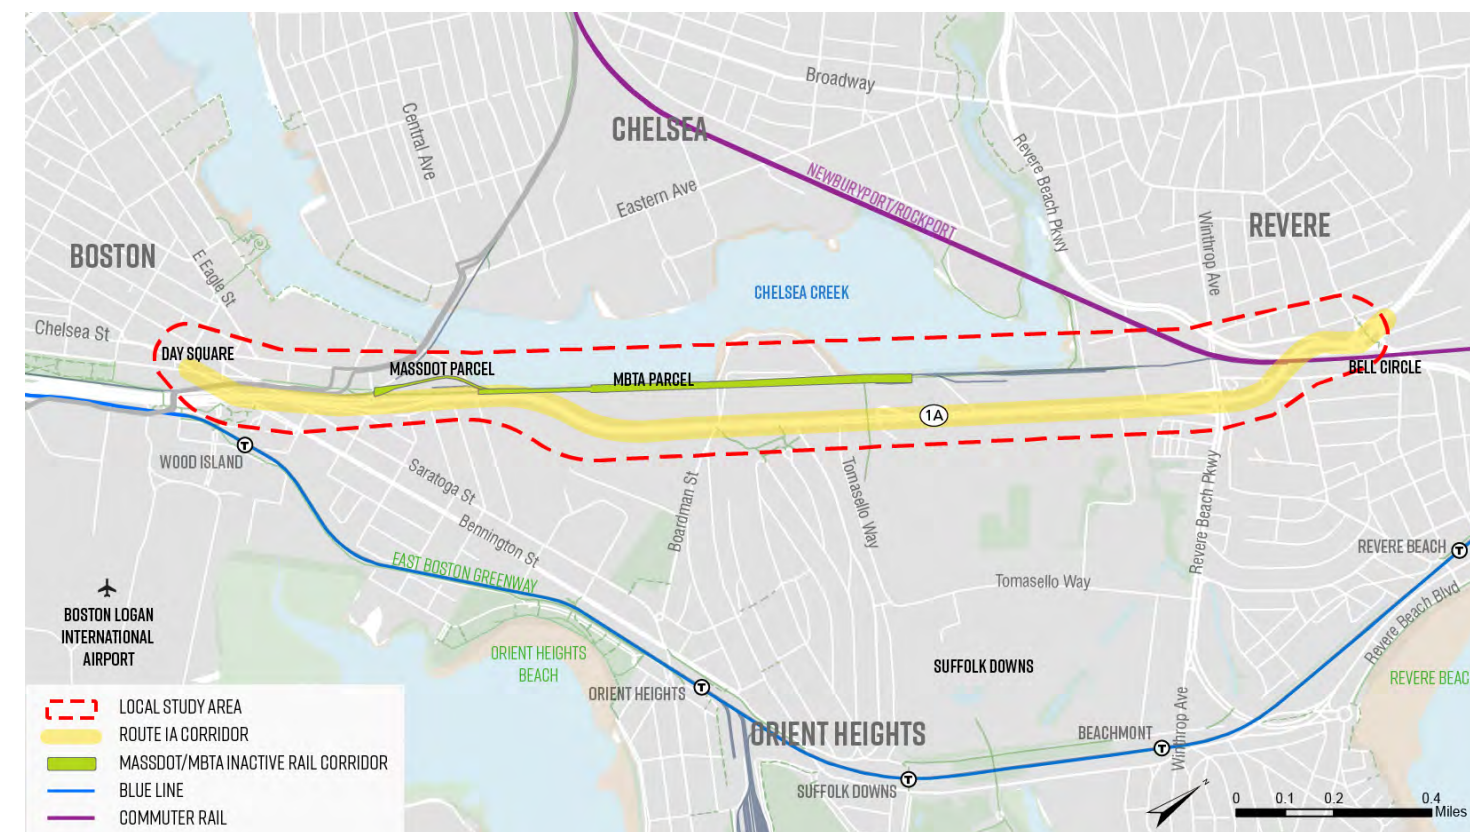 Broadway
Central Ave
CHELSEA
Revere Beach Pkwy
Eastern Ave
NEWBURYPORT/ROCKPORT
Winthrop Ave
REVERE
BOSTON
E Eagle St
CHELSEA CREEK
Chelsea St
DAY SQUARE
MASSDOT PARCEL
MBTA PARCEL
BELL CIRCLE
1A
T
WOOD ISLAND
Saratoga St
Bennington St
Boardman St
Tomasello Way
Revere Beach Pkwy
REVERE BEACH
T
EAST BOSTON GREENWAY
Tomasello Way
Revere Beach Blvd
BOSTON LOGAN
INTERNATIONAL
AIRPORT
ORIENT HEIGHTS
BEACH
SUFFOLK DOWNS
REVERE BEAC
ORIENT HEIGHTS
T
ORIENT HEIGHTS
BEACHMONT
T
Winthrop Ave
SUFFOLK DOWNS
T
LOCAL STUDY AREA
ROUTE 1A CORRIDOR
MASSDOT/MBTA INACTIVE RAIL CORRIDOR
BLUE LINE
COMMUTER RAIL
N
0 0.1 0.2 0.4
Miles